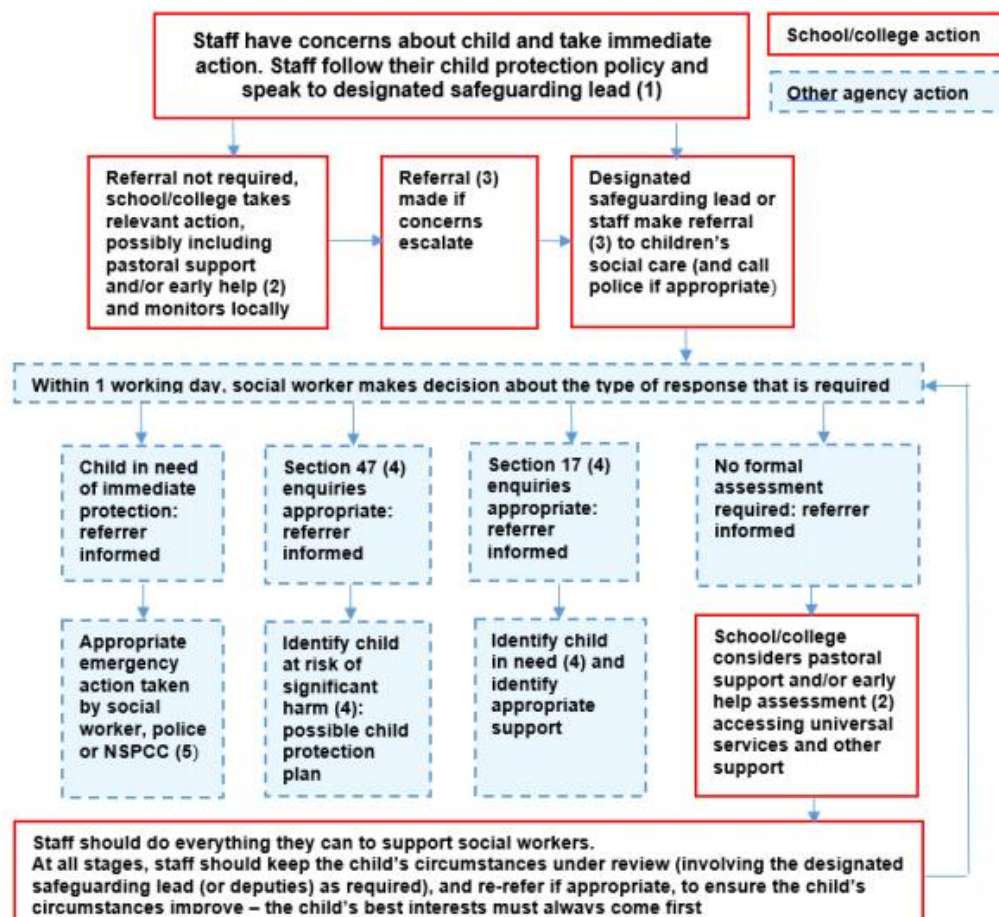 Staff have concerns about child and take immediate
action. Staff follow their child protection policy and
speak to designated safeguarding lead (1)
School/college action
Other agency action
Referral not required,
school/college takes
relevant action,
possibly including
pastoral support
and/or early help (2)
and monitors locally
Referral (3)
made if
concerns
escalate
Designated
safeguarding lead or
staff make referral
(3) to children's
social care (and call
police if appropriate)
Within 1 working day, social worker makes decision about the type of response that is required
Child in need
of immediate
protection:
referrer
informed
Section 47 (4)
enquiries
appropriate:
referrer
informed
Section 17 (4)
enquiries
appropriate:
referrer
informed
No formal
assessment
required: referrer
informed
Appropriate
emergency
action taken
by social
worker, police
or NSPCC (5)
Identify child
at risk of
significant
harm (4):
possible child
protection
plan
Identify child
in need (4) and
identify
appropriate
support
School/college
considers pastoral
support and/or early
help assessment (2)
accessing universal
services and other
support
Staff should do everything they can to support social workers.
At all stages, staff should keep the child's circumstances under review (involving the designated
safeguarding lead (or deputies) as required), and re-refer if appropriate, to ensure the child's
circumstances improve – the child's best interests must always come first